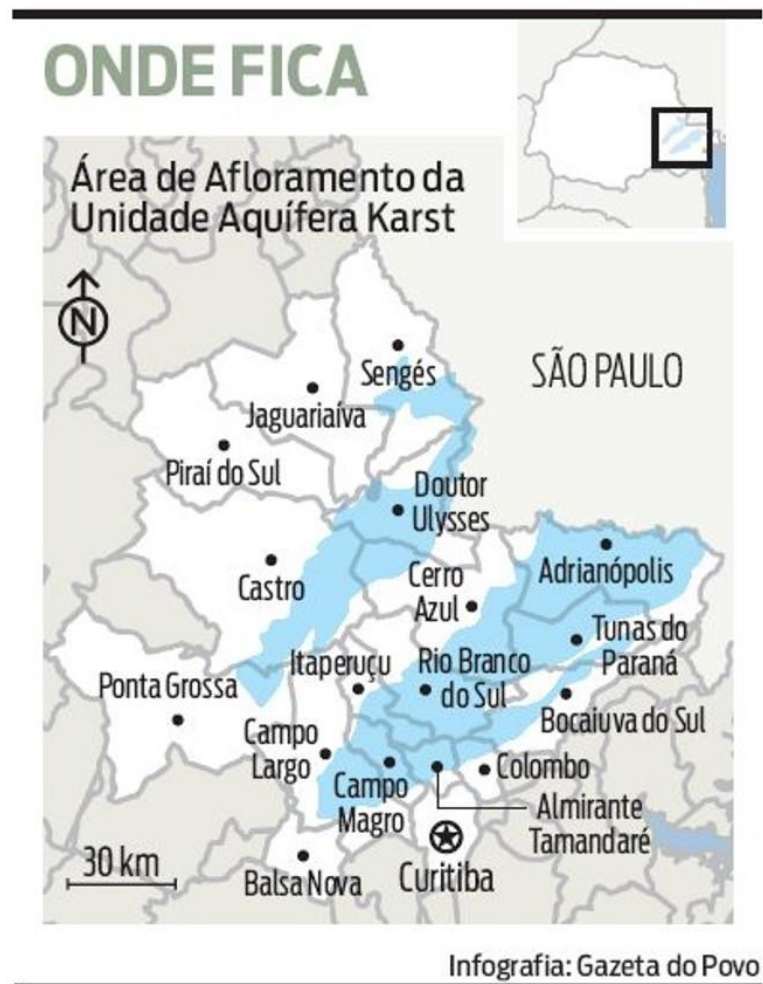 ONDE FICA
Área de Afloramento da
Unidade Aquífera Karst
N
SÃO PAULO
Sengés
Jaguariaíva
Piraí do Sul
Doutor
Ulysses
Castro
Cerro
Azul
Adrianópolis
Tunas do
Paraná
Itaperuçu
Rio Branco
do Sul
Ponta Grossa
Bocaiuva do Sul
Campo
Largo
Colombo
Campo
Magro
Almirante
Tamandaré
30 km
Balsa Nova
Curitiba
Infografia: Gazeta do Povo